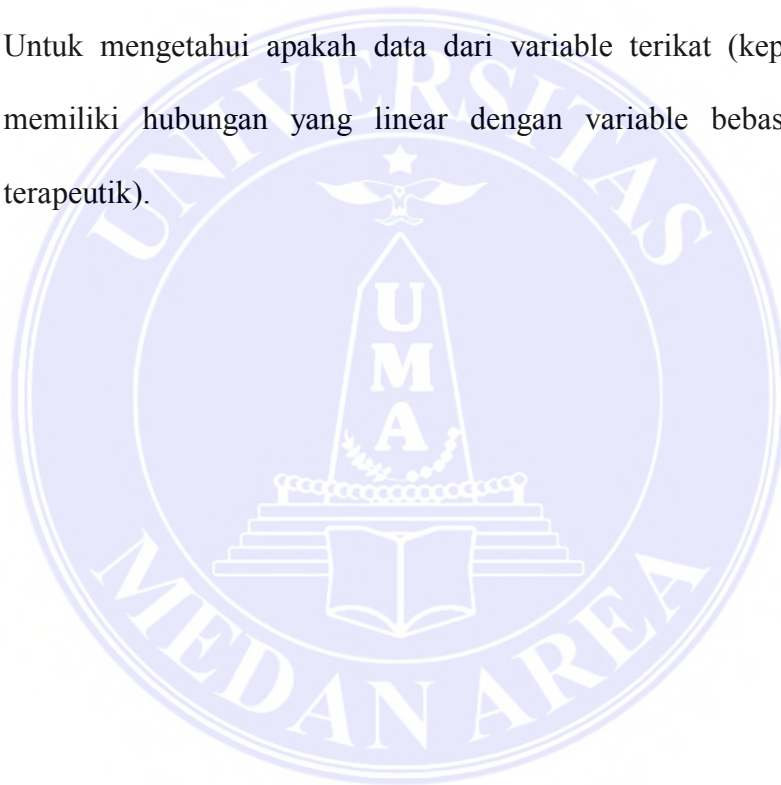 Untuk mengetahui apakah data dari variable terikat (kep
memiliki hubungan yang linear dengan variable bebas
terapeutik).
UNIVERSITAS
UMA
MEDAN AREA